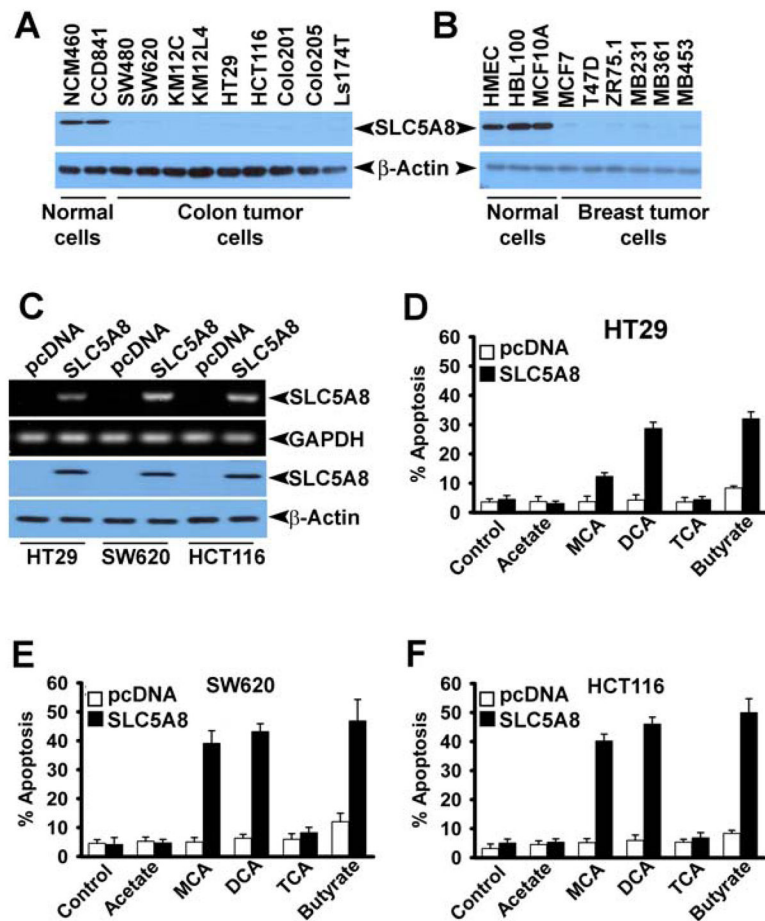 A
NCM460
CCD841
SW480
SW620
KM12C
KM12L4
HT29
HCT116
Colo201
Colo205
Ls174T
B
HMEC
HBL100
MCF10A
MCF7
T47D
ZR75.1
MB231
MB361
MB453
SLC5A8
β-Actin
Normal cells
Colon tumor cells
Normal cells
Breast tumor cells
C
pcDNA
SLC5A8
pcDNA
SLC5A8
pcDNA
SLC5A8
SLC5A8
GAPDH
SLC5A8
β-Actin
HT29
SW620
HCT116
D
HT29
pcDNA
SLC5A8
% Apoptosis
60
50
40
30
20
10
0
Control
Acetate
MCA
DCA
TCA
Butyrate
E
SW620
pcDNA
SLC5A8
% Apoptosis
60
50
40
30
20
10
0
Control
Acetate
MCA
DCA
TCA
Butyrate
F
HCT116
pcDNA
SLC5A8
% Apoptosis
60
50
40
30
20
10
0
Control
Acetate
MCA
DCA
TCA
Butyrate